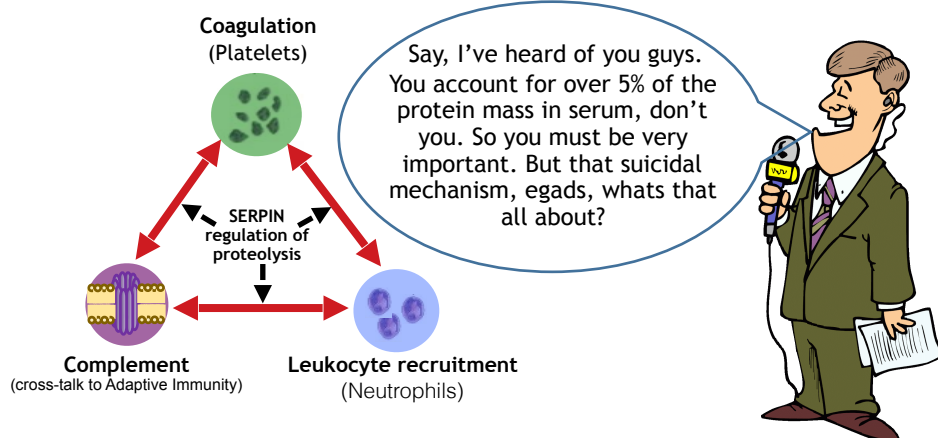 Coagulation
(Platelets)
SERPIN
regulation of
proteolysis
Complement
(cross-talk to Adaptive Immunity)
Leukocyte recruitment
(Neutrophils)
Say, I've heard of you guys.
You account for over 5% of the
protein mass in serum, don't
you. So you must be very
important. But that suicidal
mechanism, egads, whats that
all about?